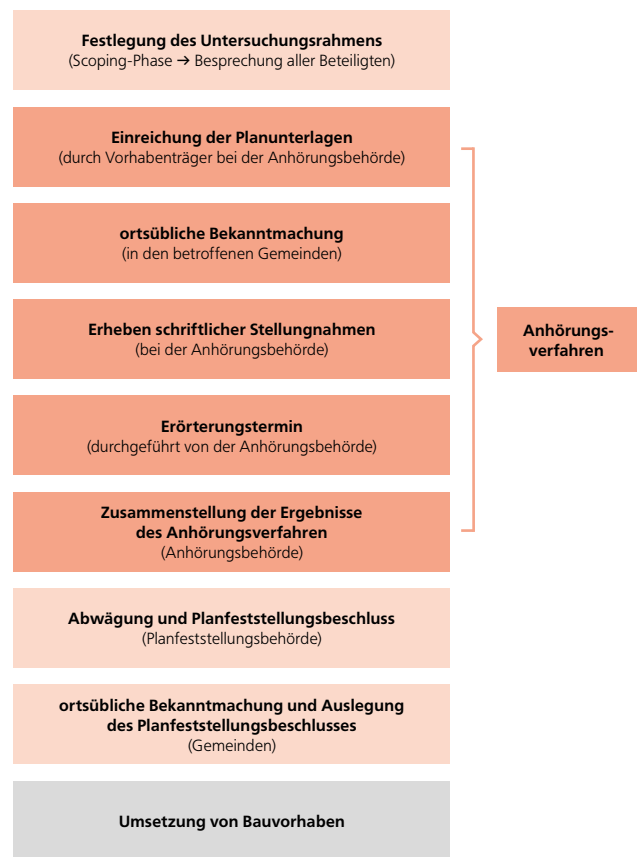 Festlegung des Untersuchungsrahmens
(Scoping-Phase → Besprechung aller Beteiligten)
Einreichung der Planunterlagen
(durch Vorhabenträger bei der Anhörungsbehörde)
ortsübliche Bekanntmachung
(in den betroffenen Gemeinden)
Erheben schriftlicher Stellungnahmen
(bei der Anhörungsbehörde)
Anhörungs-
verfahren
Erörterungstermin
(durchgeführt von der Anhörungsbehörde)
Zusammenstellung der Ergebnisse
des Anhörungsverfahren
(Anhörungsbehörde)
Abwägung und Planfeststellungsbeschluss
(Planfeststellungsbehörde)
ortsübliche Bekanntmachung und Auslegung
des Planfeststellungsbeschlusses
(Gemeinden)
Umsetzung von Bauvorhaben